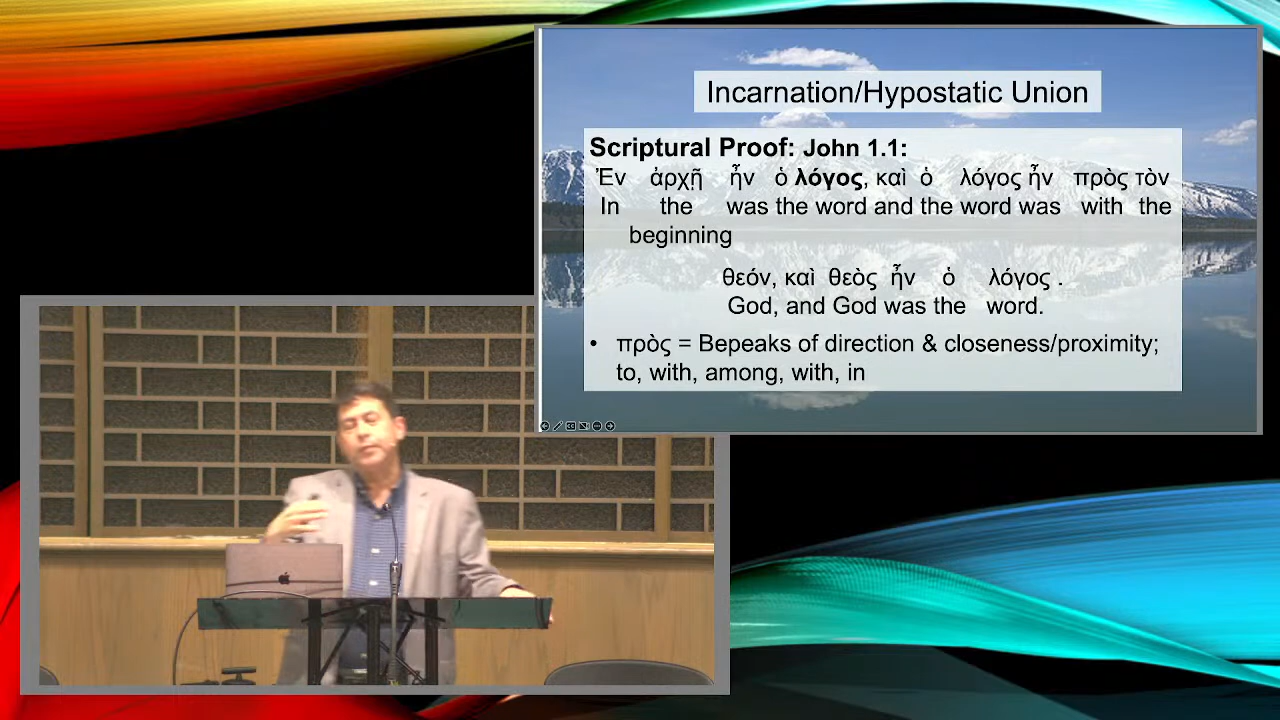 Incarnation/Hypostatic Union
Scriptural Proof: John 1.1:
Ἐν ἀρχῇ ἦν ὁ λόγος, καὶ ὁ λόγος ἦν πρὸς τὸν
In the was the word and the word was with the
beginning
θεόν, καὶ θεὸς ἦν ὁ λόγος .
God, and God was the word.
• πρὸς = Bepeaks of direction & closeness/proximity;
to, with, among, with, in